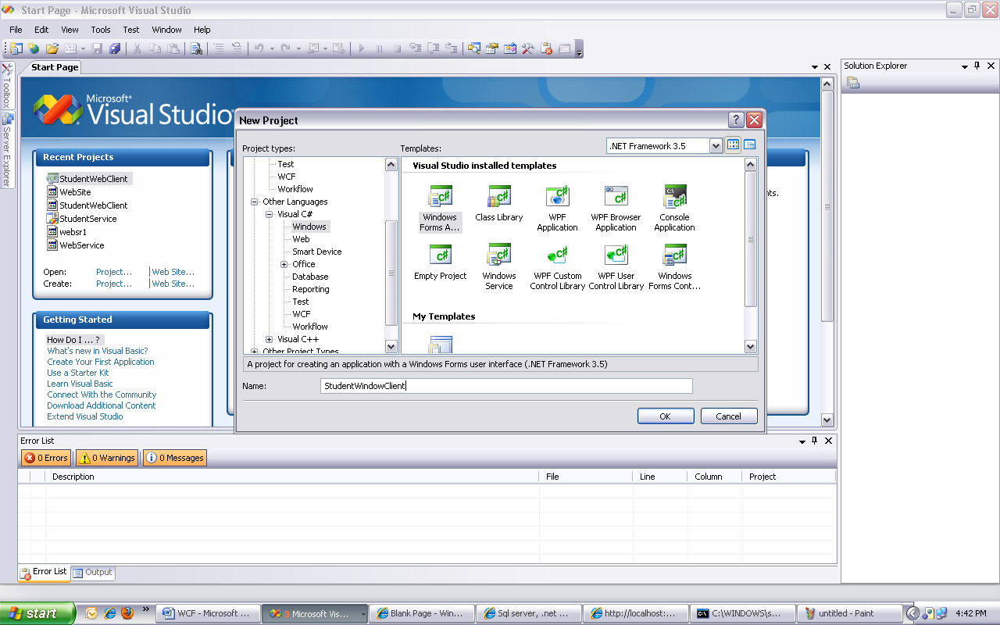 Start Page - Microsoft Visual Studio
File Edit View Tools Test Window Help
Start Page
Solution Explorer
Toolbox
Server Explorer
Microsoft®
Visual Studio
Recent Projects
StudentWebClient
WebSite
StudentWebClient
StudentService
websr1
WebService
Open: Project... Web Site...
Create: Project... Web Site...
Getting Started
How Do I ... ?
What's new in Visual Basic?
Create Your First Application
Use a Starter Kit
Learn Visual Basic
Connect With the Community
Download Additional Content
Extend Visual Studio
nts.
New Project
Project types:
Templates:
.NET Framework 3.5
Test
WCF
Workflow
Other Languages
Visual C#
Windows
Web
Smart Device
Office
Database
Reporting
Test
WCF
Workflow
Visual C++
Other Project Types
Visual Studio installed templates
Windows Forms A...
Class Library
WPF Application
WPF Browser Application
Console Application
Empty Project
Windows Service
WPF Custom Control Library
WPF User Control Library
Windows Forms Cont...
My Templates
A project for creating an application with a Windows Forms user interface (.NET Framework 3.5)
Name: StudentWindowClient
OK Cancel
Error List
0 Errors 0 Warnings 0 Messages
Description File Line Column Project
Error List Output
start
WCF - Microsoft ...
3 Microsoft Vis...
Blank Page - Win...
Sql server, .net ...
http://localhost:...
C:\WINDOWS\s...
untitled - Paint
4:42 PM